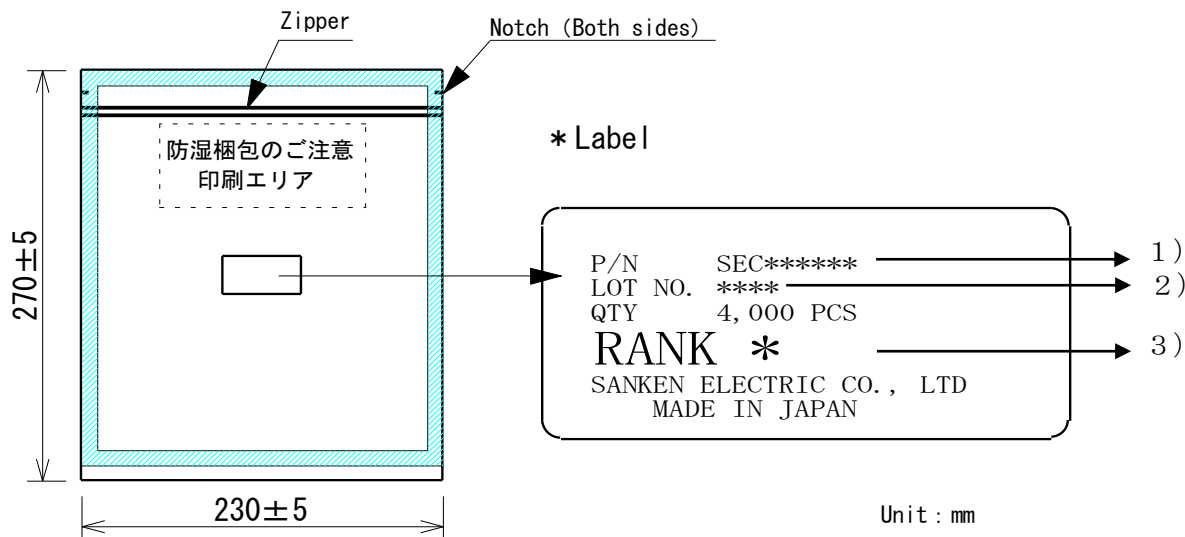 Zipper
Notch (Both sides)
防湿梱包のご注意
印刷エリア
270±5
230±5
*Label
P/N SEC******
LOT NO. ****
QTY 4,000 PCS
RANK *
SANKEN ELECTRIC CO., LTD
MADE IN JAPAN
1)
2)
3)
Unit : mm